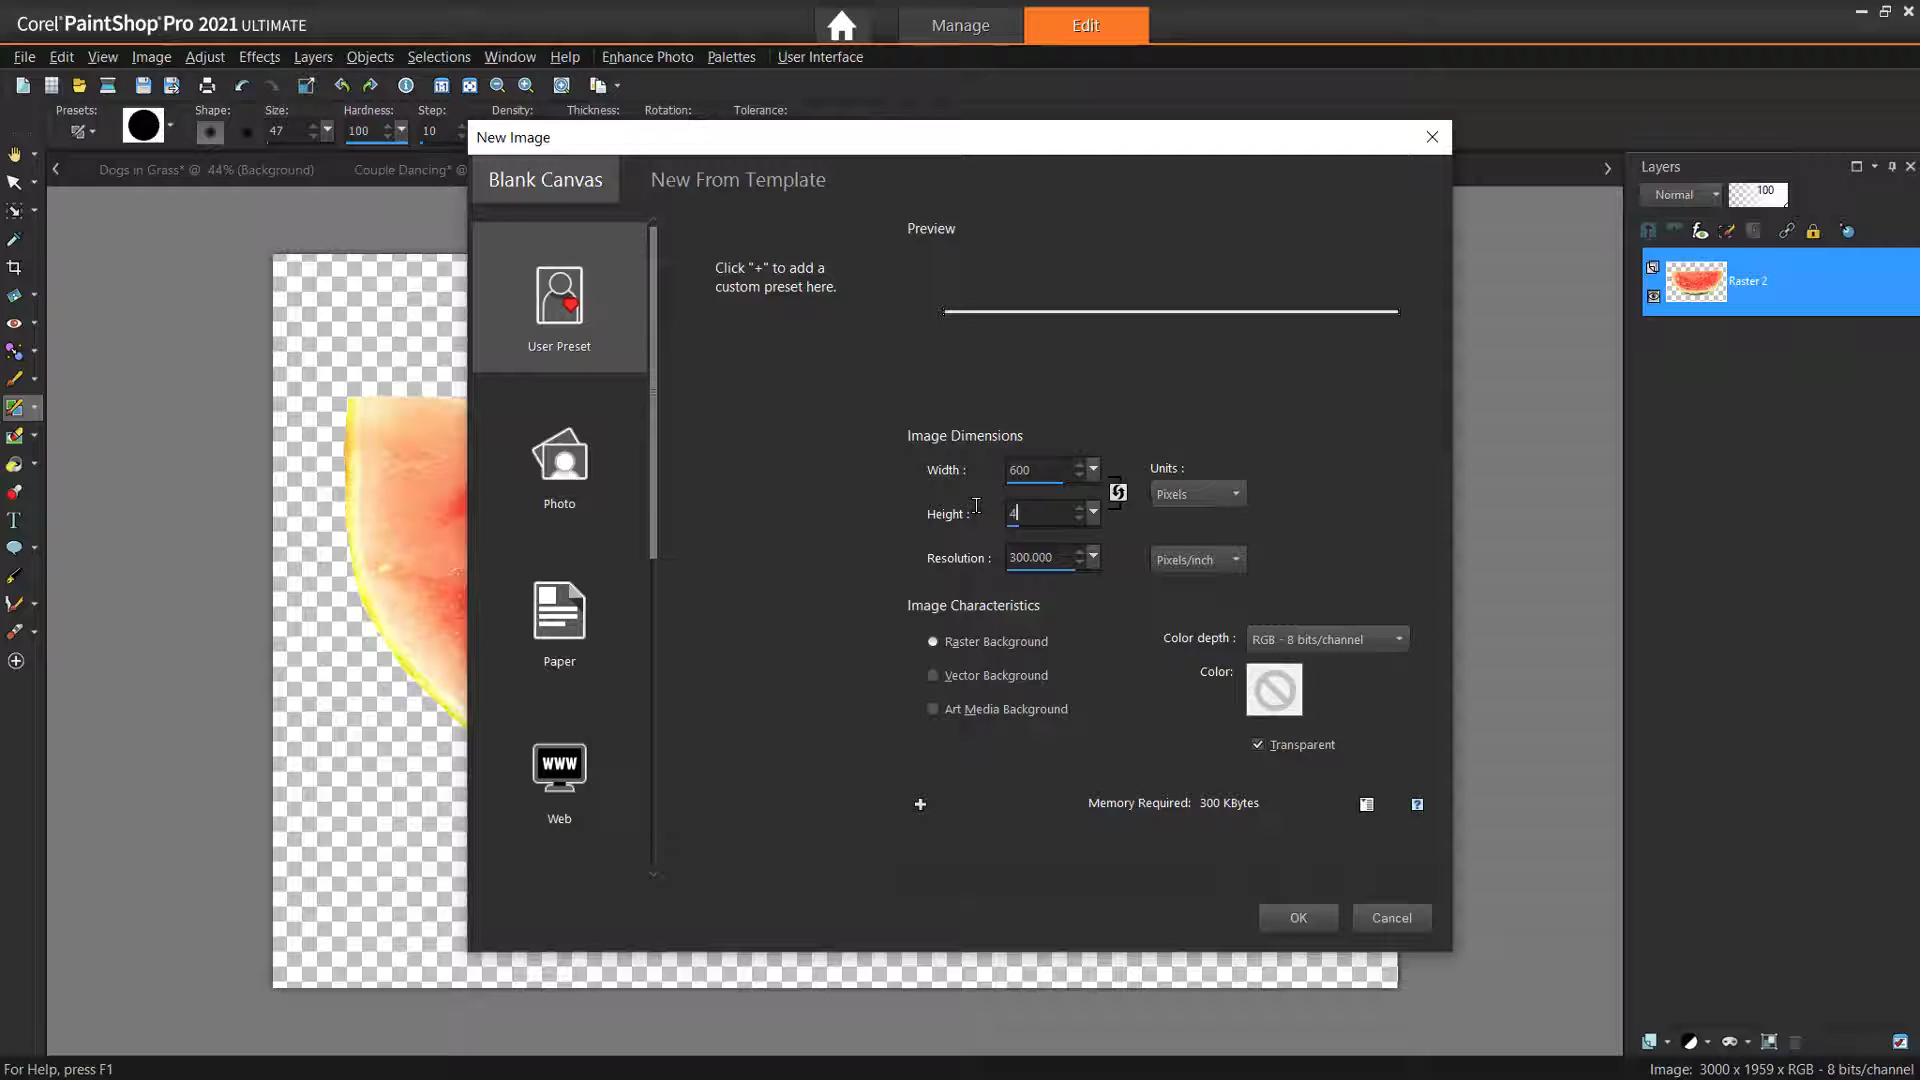 Corel PaintShop Pro 2021 ULTIMATE
Manage
Edit
File Edit View Image Adjust Effects Layers Objects Selections Window Help Enhance Photo Palettes User Interface
Presets: Shape: Size: Hardness: Step: Density: Thickness: Rotation: Tolerance:
47 100 10
Dogs in Grass* @ 44% (Background) Couple Dancing* @
New Image
Blank Canvas New From Template
User Preset
Photo
Paper
WWW
Web
Click "+" to add a
custom preset here.
Preview
Image Dimensions
Width : 600
Height : 4
Resolution : 300.000
Units :
Pixels
Pixels/inch
Image Characteristics
Raster Background
Vector Background
Art Media Background
Color depth : RGB - 8 bits/channel
Color:
Transparent
Memory Required: 300 KBytes
OK Cancel
Layers
Normal 100
Raster 2
For Help, press F1
Image: 3000 x 1959 x RGB - 8 bits/channel